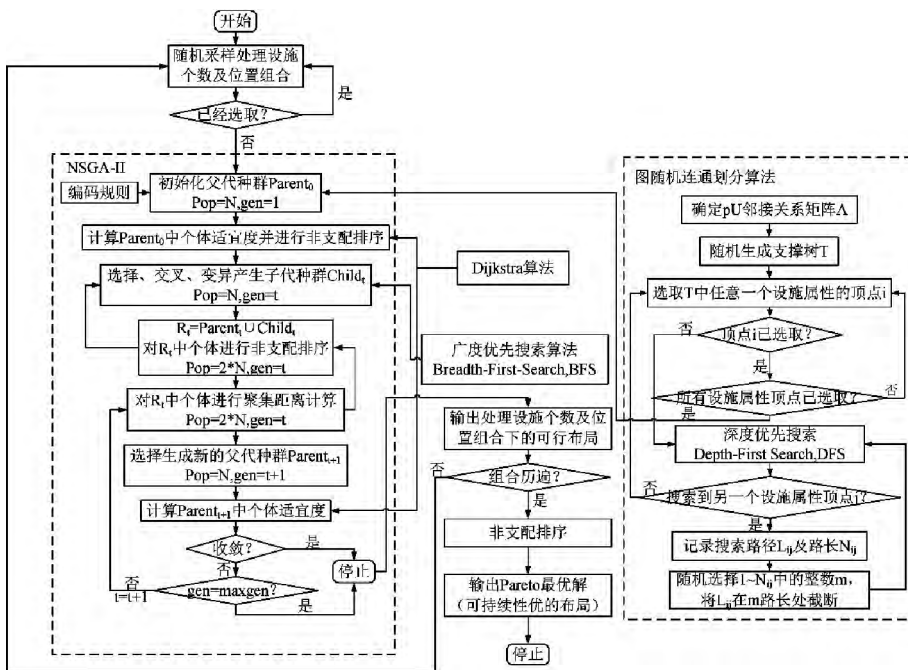 开始
随机采样处理设施
个数及位置组合
是
已经选取?
否
NSGA-II
编码规则
初始化父代种群Parent₀
Pop=N,gen=1
计算Parent₀中个体适宜度并进行非支配排序
选择、交叉、变异产生子代种群Childₜ
Pop=N,gen=t
Rₜ=Parentₜ∪Childₜ
对Rₜ中个体进行非支配排序
Pop=2*N,gen=t
对Rₜ中个体进行聚集距离计算
Pop=2*N,gen=t
选择生成新的父代种群Parentₜ₊₁
Pop=N,gen=t+1
计算Parentₜ₊₁中个体适宜度
收敛?
是
否
停止
否
t=t+1
gen=maxgen?
是
Dijkstra算法
广度优先搜索算法
Breadth-First-Search,BFS
输出处理设施个数及位
置组合下的可行布局
否
组合历遍?
是
非支配排序
输出Pareto最优解
(可持续性优的布局)
停止
图随机连通划分算法
确定pU邻接关系矩阵Λ
随机生成支撑树T
选取T中任意一个设施属性的顶点i
否
顶点i已选取?
是
所有设施属性顶点已选取?
否
是
深度优先搜索
Depth-First Search,DFS
否
搜索到另一个设施属性顶点j?
是
记录搜索路径Lᵢⱼ及路长Nᵢⱼ
随机选择1~Nᵢⱼ中的整数m,
将Lᵢⱼ在m路长处截断